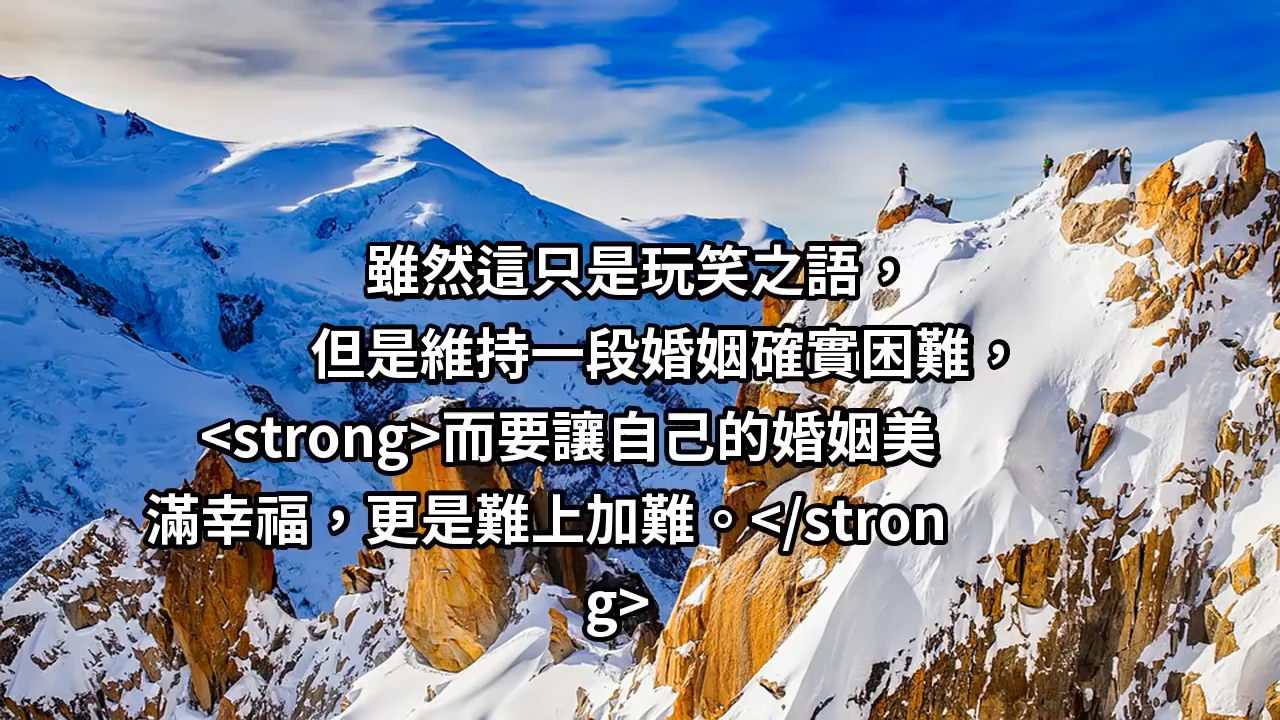 雖然這只是玩笑之語，
但是維持一段婚姻確實困難，
<strong>而要讓自己的婚姻美
滿幸福，更是難上加難。</stron
g>